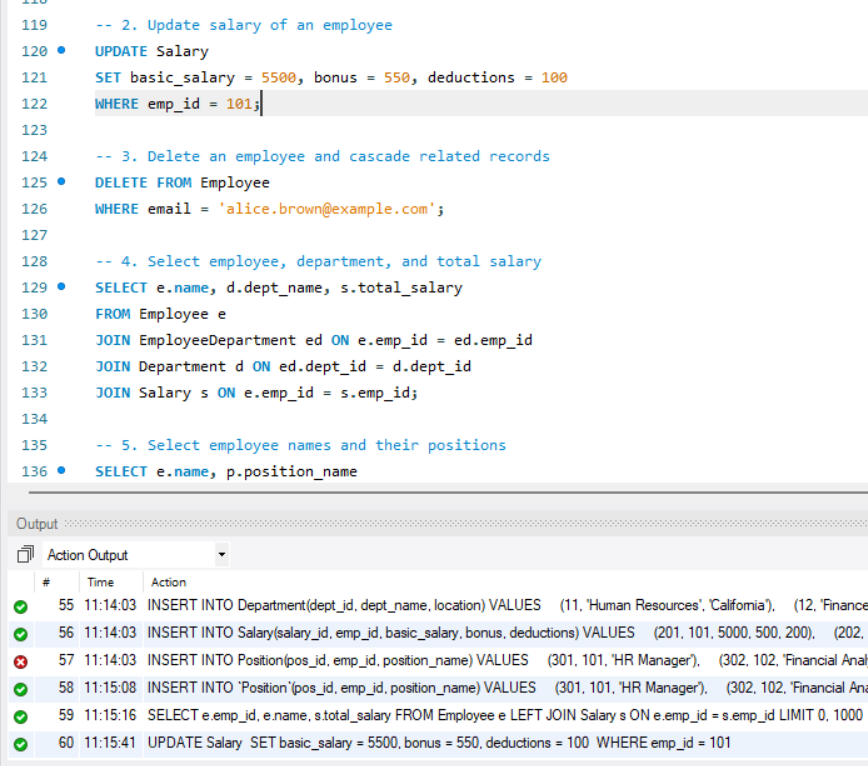 119 -- 2. Update salary of an employee
120 UPDATE Salary
121 SET basic_salary = 5500, bonus = 550, deductions = 100
122 WHERE emp_id = 101;
123
124 -- 3. Delete an employee and cascade related records
125 DELETE FROM Employee
126 WHERE email = 'alice.brown@example.com';
127
128 -- 4. Select employee, department, and total salary
129 SELECT e.name, d.dept_name, s.total_salary
130 FROM Employee e
131 JOIN EmployeeDepartment ed ON e.emp_id = ed.emp_id
132 JOIN Department d ON ed.dept_id = d.dept_id
133 JOIN Salary s ON e.emp_id = s.emp_id;
134
135 -- 5. Select employee names and their positions
136 SELECT e.name, p.position_name
Output
Action Output
# Time Action
55 11:14:03 INSERT INTO Department(dept_id, dept_name, location) VALUES (11, 'Human Resources', 'California'), (12, 'Finance
56 11:14:03 INSERT INTO Salary(salary_id, emp_id, basic_salary, bonus, deductions) VALUES (201, 101, 5000, 500, 200), (202,
57 11:14:03 INSERT INTO Position(pos_id, emp_id, position_name) VALUES (301, 101, 'HR Manager'), (302, 102, 'Financial Anal
58 11:15:08 INSERT INTO `Position`(pos_id, emp_id, position_name) VALUES (301, 101, 'HR Manager'), (302, 102, 'Financial Ana
59 11:15:16 SELECT e.emp_id, e.name, s.total_salary FROM Employee e LEFT JOIN Salary s ON e.emp_id = s.emp_id LIMIT 0, 1000
60 11:15:41 UPDATE Salary SET basic_salary = 5500, bonus = 550, deductions = 100 WHERE emp_id = 101